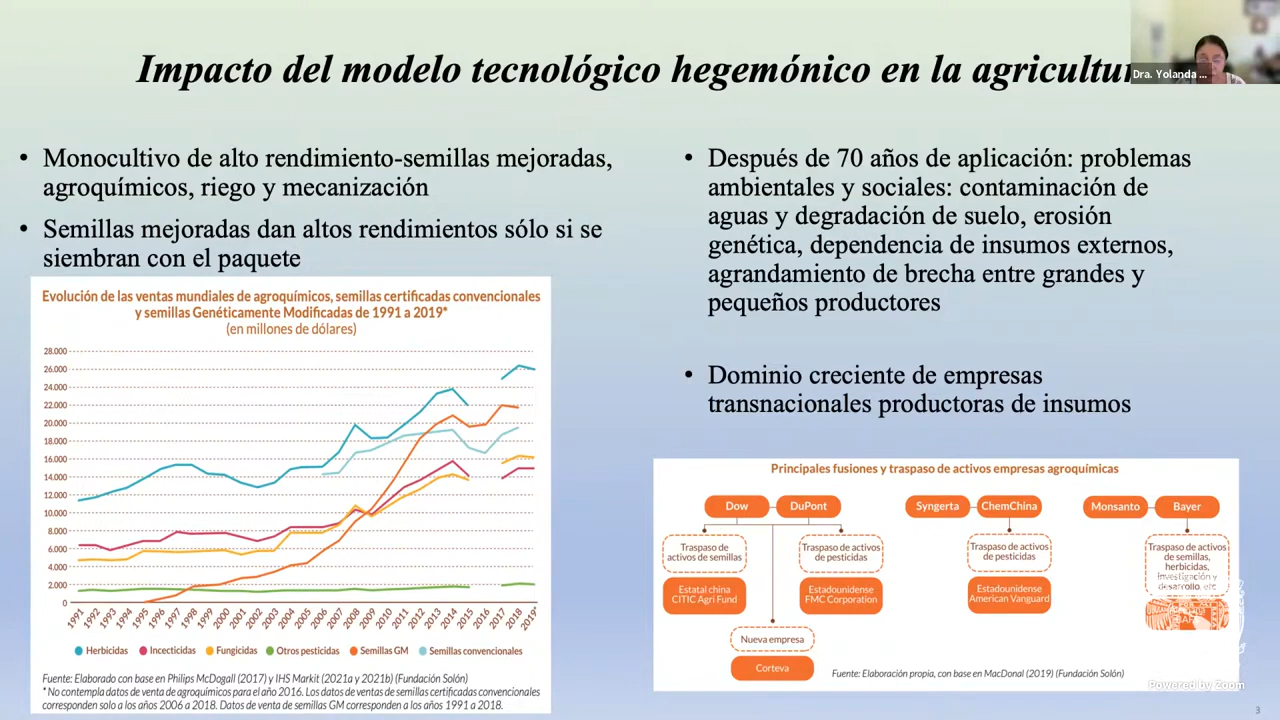 Impacto del modelo tecnológico hegemónico en la agricultur
Dra. Yolanda ...
• Monocultivo de alto rendimiento-semillas mejoradas,
agroquímicos, riego y mecanización
• Semillas mejoradas dan altos rendimientos sólo si se
siembran con el paquete
Evolución de las ventas mundiales de agroquímicos, semillas certificadas convencionales
y semillas Genéticamente Modificadas de 1991 a 2019*
(en millones de dólares)
28.000
26.000
24.000
22.000
20.000
18.000
16.000
14.000
12.000
10.000
8.000
6.000
4.000
2.000
0
1991 1992 1993 1994 1995 1996 1997 1998 1999 2000 2001 2002 2003 2004 2005 2006 2007 2008 2009 2010 2011 2012 2013 2014 2018 2019*
Herbicidas Insecticidas Fungicidas Otros pesticidas Semillas GM Semillas convencionales
Fuente: Elaborado con base en Philips McDogall (2017) y IHS Markit (2021a y 2021b) (Fundación Solón)
* No contempla datos de venta de agroquímicos para el año 2016. Los datos de ventas de semillas certificadas convencionales
corresponden solo a los años 2006 a 2018. Datos de venta de semillas GM corresponden a los años 1991 a 2018.
• Después de 70 años de aplicación: problemas
ambientales y sociales: contaminación de
aguas y degradación de suelo, erosión
genética, dependencia de insumos externos,
agrandamiento de brecha entre grandes y
pequeños productores
• Dominio creciente de empresas
transnacionales productoras de insumos
Principales fusiones y traspaso de activos empresas agroquímicas
Dow DuPont Syngerta ChemChina Monsanto Bayer
Traspaso de
activos de semillas
Traspaso de activos
de pesticidas
Traspaso de activos
de pesticidas
Traspaso de activos
de semillas,
herbicidas,
investigación y
desarrollo, etc
Estatal china
CITIC Agri Fund
Estadounidense
FMC Corporation
Estadounidense
American Vanguard
Nueva empresa
Corteva
Fuente: Elaboración propia, con base en MacDonal (2019) (Fundación Solón)
Powered by Zoom
3